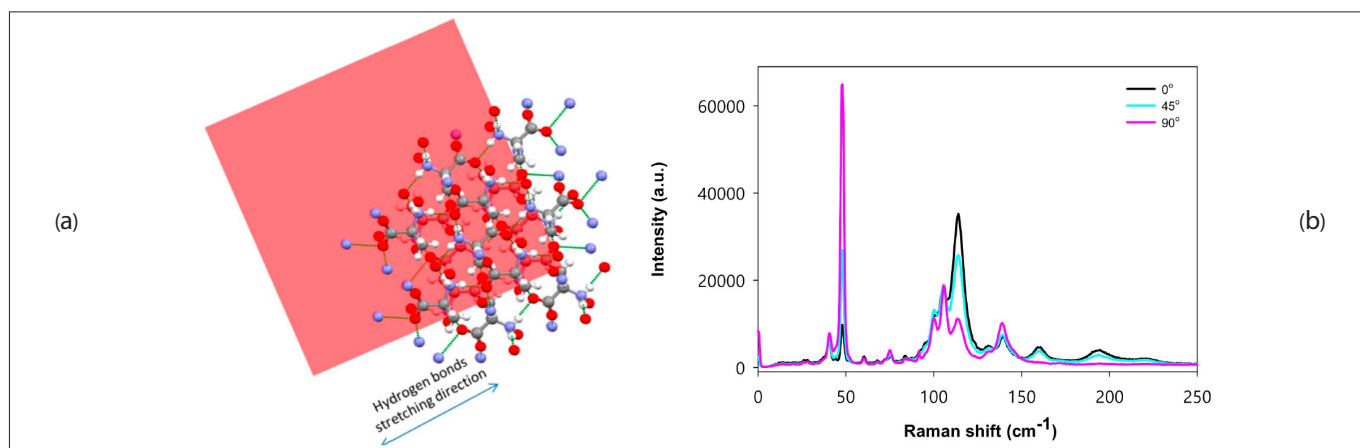 (a)
Hydrogen bonds
stretching direction
Intensity (a.u.)
60000
40000
20000
0
0°
45°
90°
0 50 100 150 200 250
Raman shift (cm⁻¹)
(b)